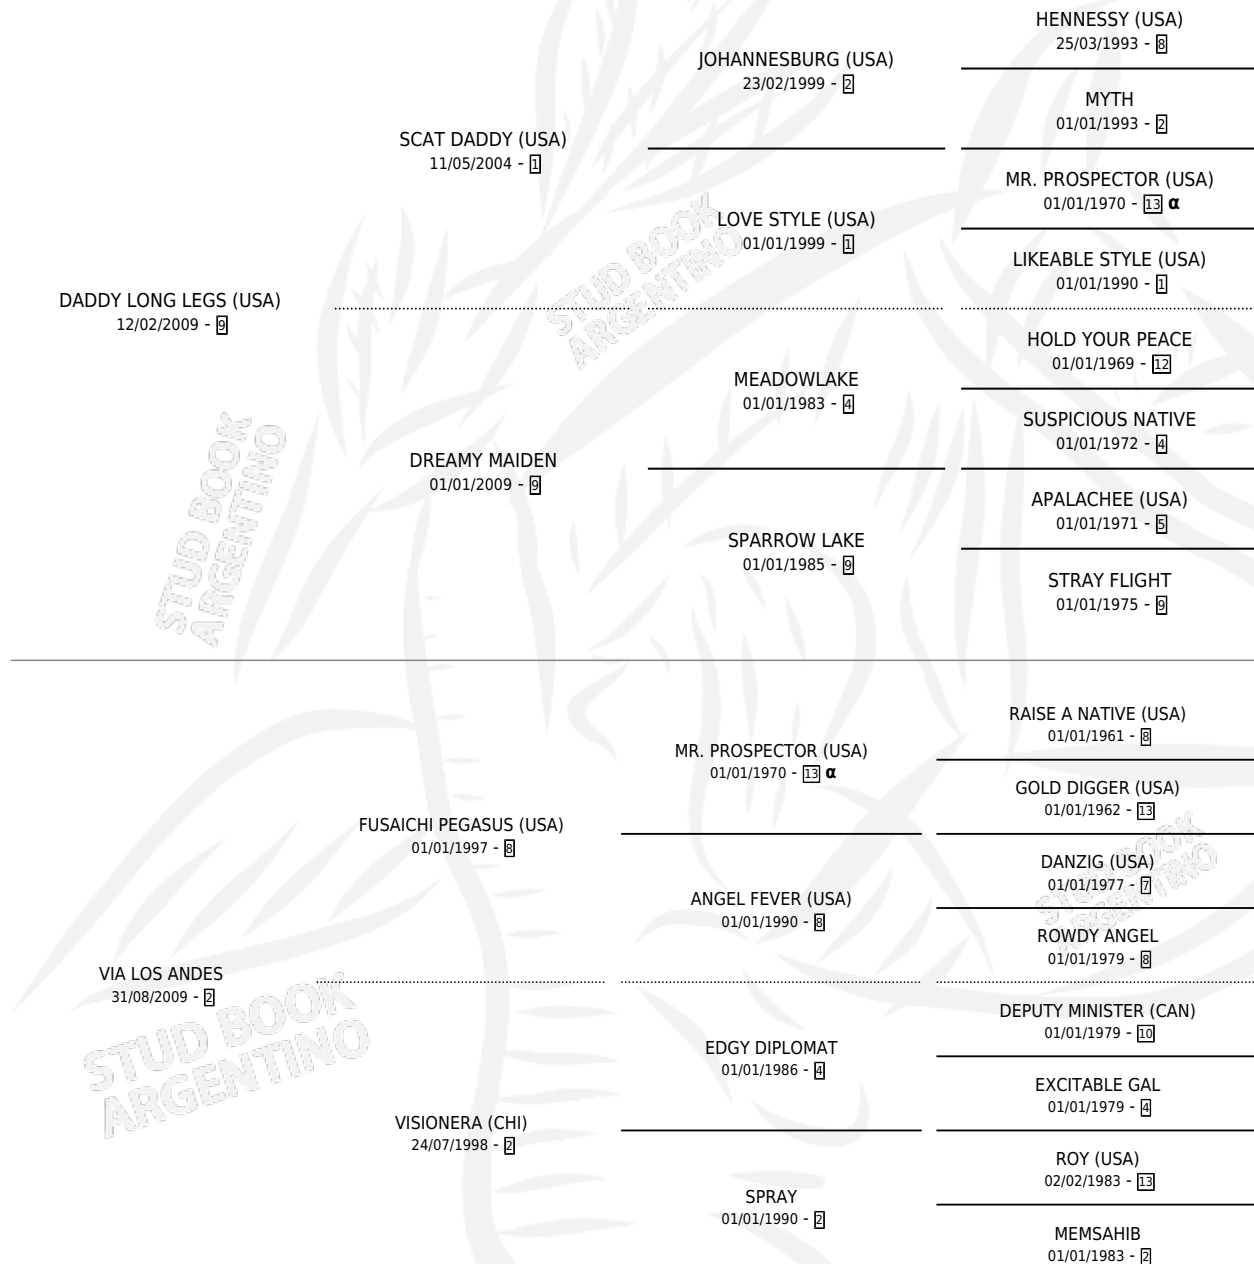 HENNESSY (USA)
25/03/1993 - 8
JOHANNESBURG (USA)
23/02/1999 - 2
MYTH
01/01/1993 - 2
SCAT DADDY (USA)
11/05/2004 - 1
MR. PROSPECTOR (USA)
01/01/1970 - 13 α
LOVE STYLE (USA)
01/01/1999 - 1
LIKEABLE STYLE (USA)
01/01/1990 - 1
DADDY LONG LEGS (USA)
12/02/2009 - 9
HOLD YOUR PEACE
01/01/1969 - 12
MEADOWLAKE
01/01/1983 - 4
SUSPICIOUS NATIVE
01/01/1972 - 4
DREAMY MAIDEN
01/01/2009 - 9
APALACHEE (USA)
01/01/1971 - 5
SPARROW LAKE
01/01/1985 - 9
STRAY FLIGHT
01/01/1975 - 9
STUD BOOK
ARGENTINO
STUD BOOK
ARGENTINO
RAISE A NATIVE (USA)
01/01/1961 - 8
MR. PROSPECTOR (USA)
01/01/1970 - 13 α
GOLD DIGGER (USA)
01/01/1962 - 13
FUSAICHI PEGASUS (USA)
01/01/1997 - 8
DANZIG (USA)
01/01/1977 - 7
ANGEL FEVER (USA)
01/01/1990 - 8
ROWDY ANGEL
01/01/1979 - 8
VIA LOS ANDES
31/08/2009 - 2
DEPUTY MINISTER (CAN)
01/01/1979 - 10
EDGY DIPLOMAT
01/01/1986 - 4
EXCITABLE GAL
01/01/1979 - 4
VISIONERA (CHI)
24/07/1998 - 2
ROY (USA)
02/02/1983 - 13
SPRAY
01/01/1990 - 2
MEMSAHIB
01/01/1983 - 2
STUD BOOK
ARGENTINO
STUD BOOK
ARGENTINO